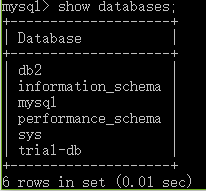 mysql> show databases;
+--------------------+
| Database           |
+--------------------+
| db2                |
| information_schema |
| mysql              |
| performance_schema |
| sys                |
| trial-db           |
+--------------------+
6 rows in set (0.01 sec)